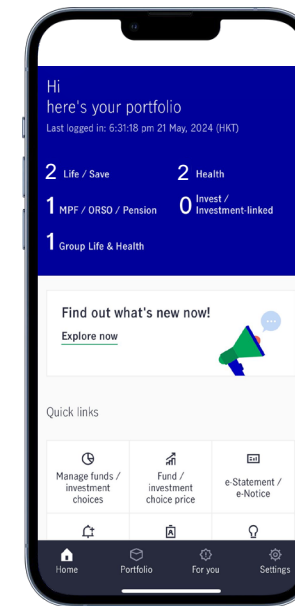 Hi
here's your portfolio
Last logged in: 6:31:18 pm 21 May, 2024 (HKT)
2 Life / Save
2 Health
1 MPF / ORSO / Pension
0 Invest /
Investment-linked
1 Group Life & Health
Find out what's new now!
Explore now
Quick links
Manage funds /
investment
choices
Fund /
investment
choice price
e-Statement /
e-Notice
Home
Portfolio
For you
Settings